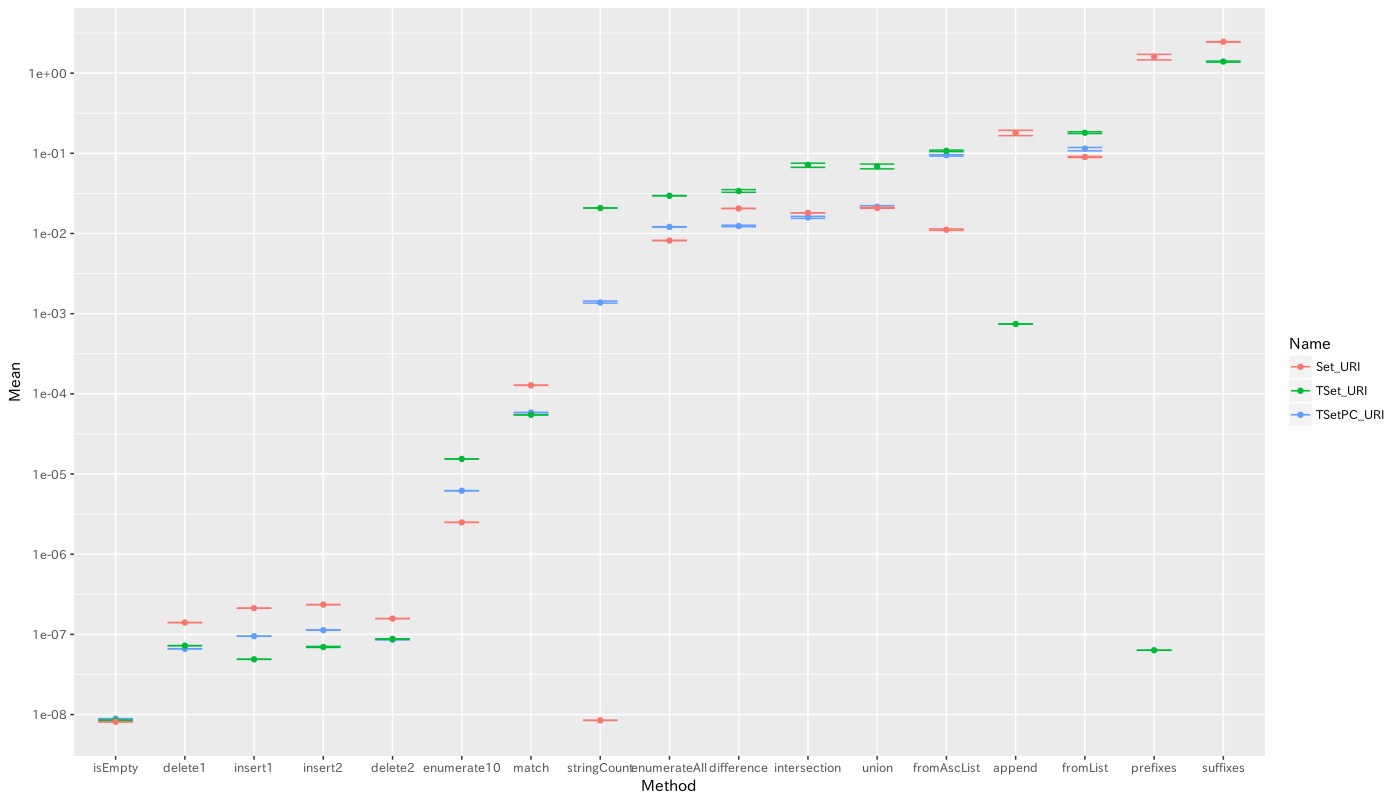 1e+00
1e-01
1e-02
1e-03
1e-04
1e-05
1e-06
1e-07
1e-08
Mean
isEmpty delete1 insert1 insert2 delete2 enumerate10 match stringCount enumerateAll difference intersection union fromAscList append fromList prefixes suffixes
Method
Name
Set_URI
TSet_URI
TSetPC_URI